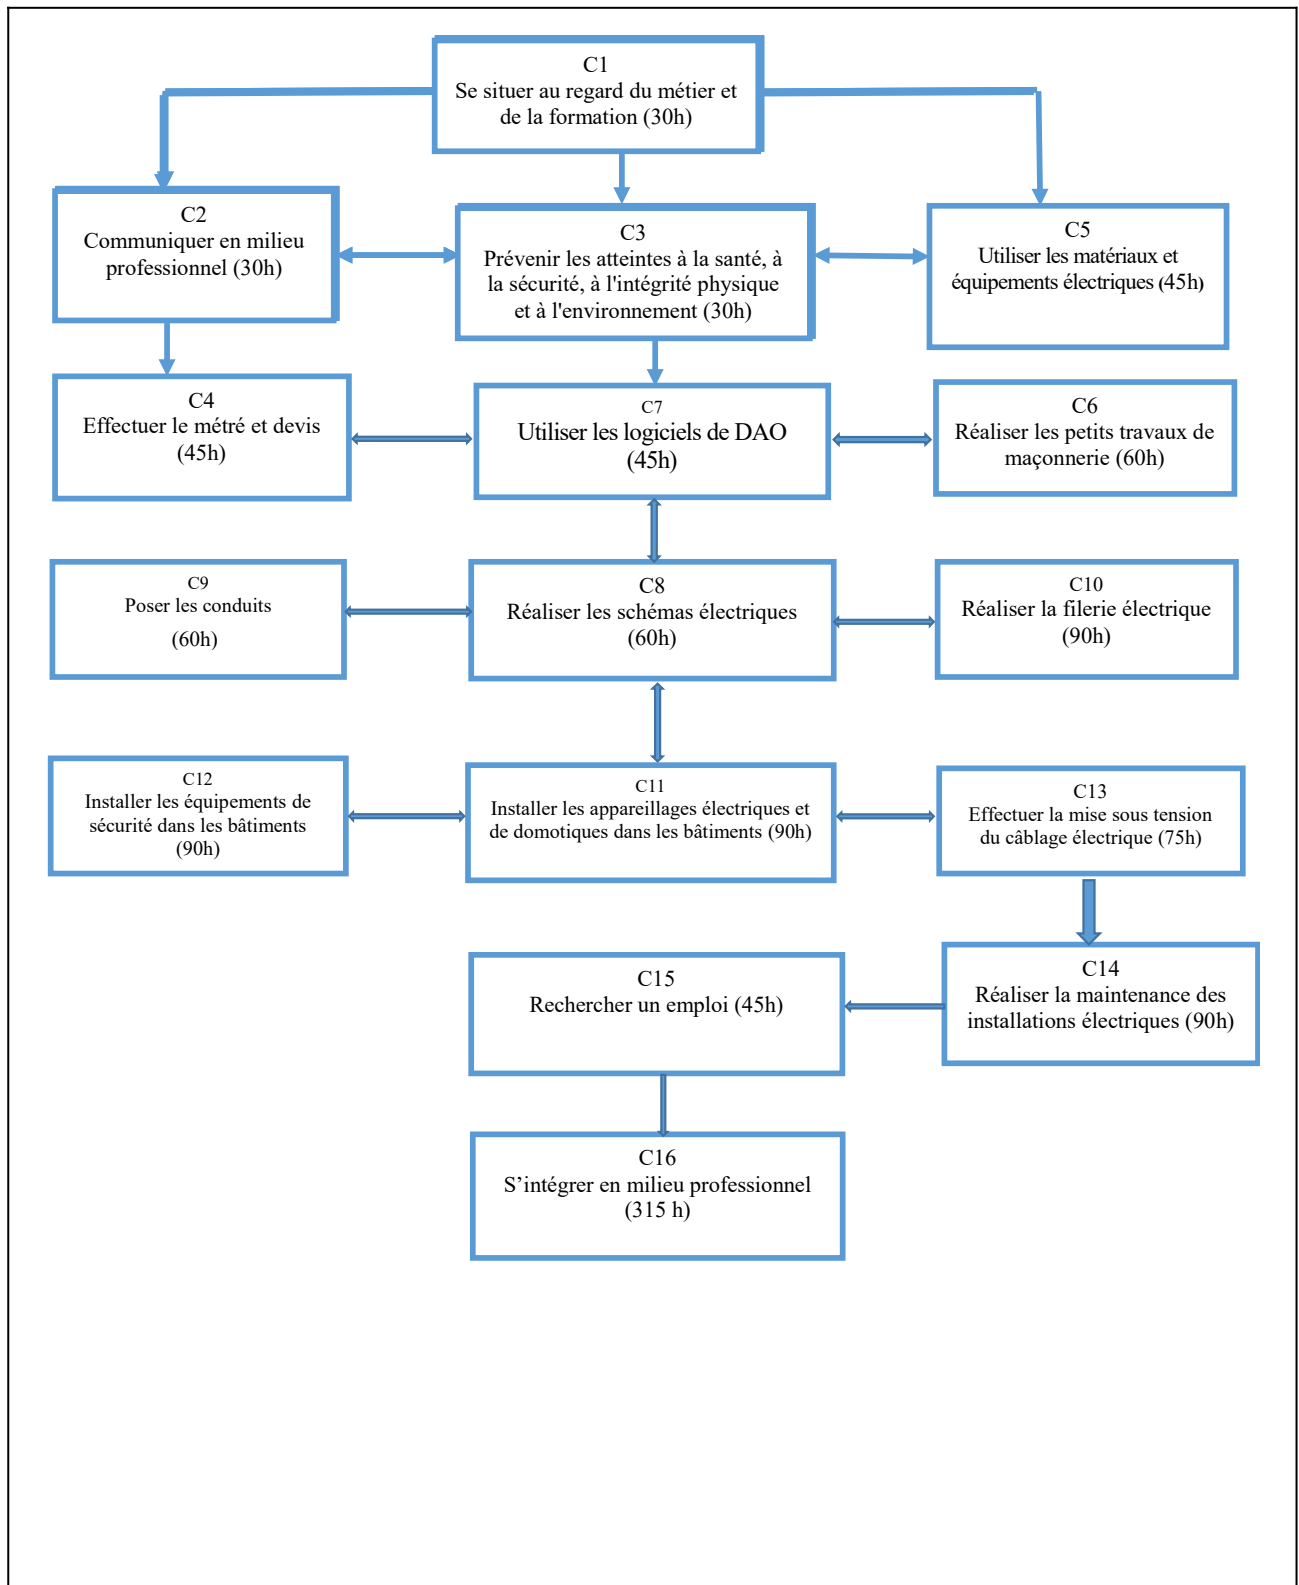 C1
Se situer au regard du métier et
de la formation (30h)
C2
Communiquer en milieu
professionnel (30h)
C3
Prévenir les atteintes à la santé, à
la sécurité, à l'intégrité physique
et à l'environnement (30h)
C5
Utiliser les matériaux et
équipements électriques (45h)
C4
Effectuer le métré et devis
(45h)
C7
Utiliser les logiciels de DAO
(45h)
C6
Réaliser les petits travaux de
maçonnerie (60h)
C9
Poser les conduits
(60h)
C8
Réaliser les schémas électriques
(60h)
C10
Réaliser la filerie électrique
(90h)
C12
Installer les équipements de
sécurité dans les bâtiments
(90h)
C11
Installer les appareillages électriques et
de domotiques dans les bâtiments (90h)
C13
Effectuer la mise sous tension
du câblage électrique (75h)
C15
Rechercher un emploi (45h)
C14
Réaliser la maintenance des
installations électriques (90h)
C16
S’intégrer en milieu professionnel
(315 h)